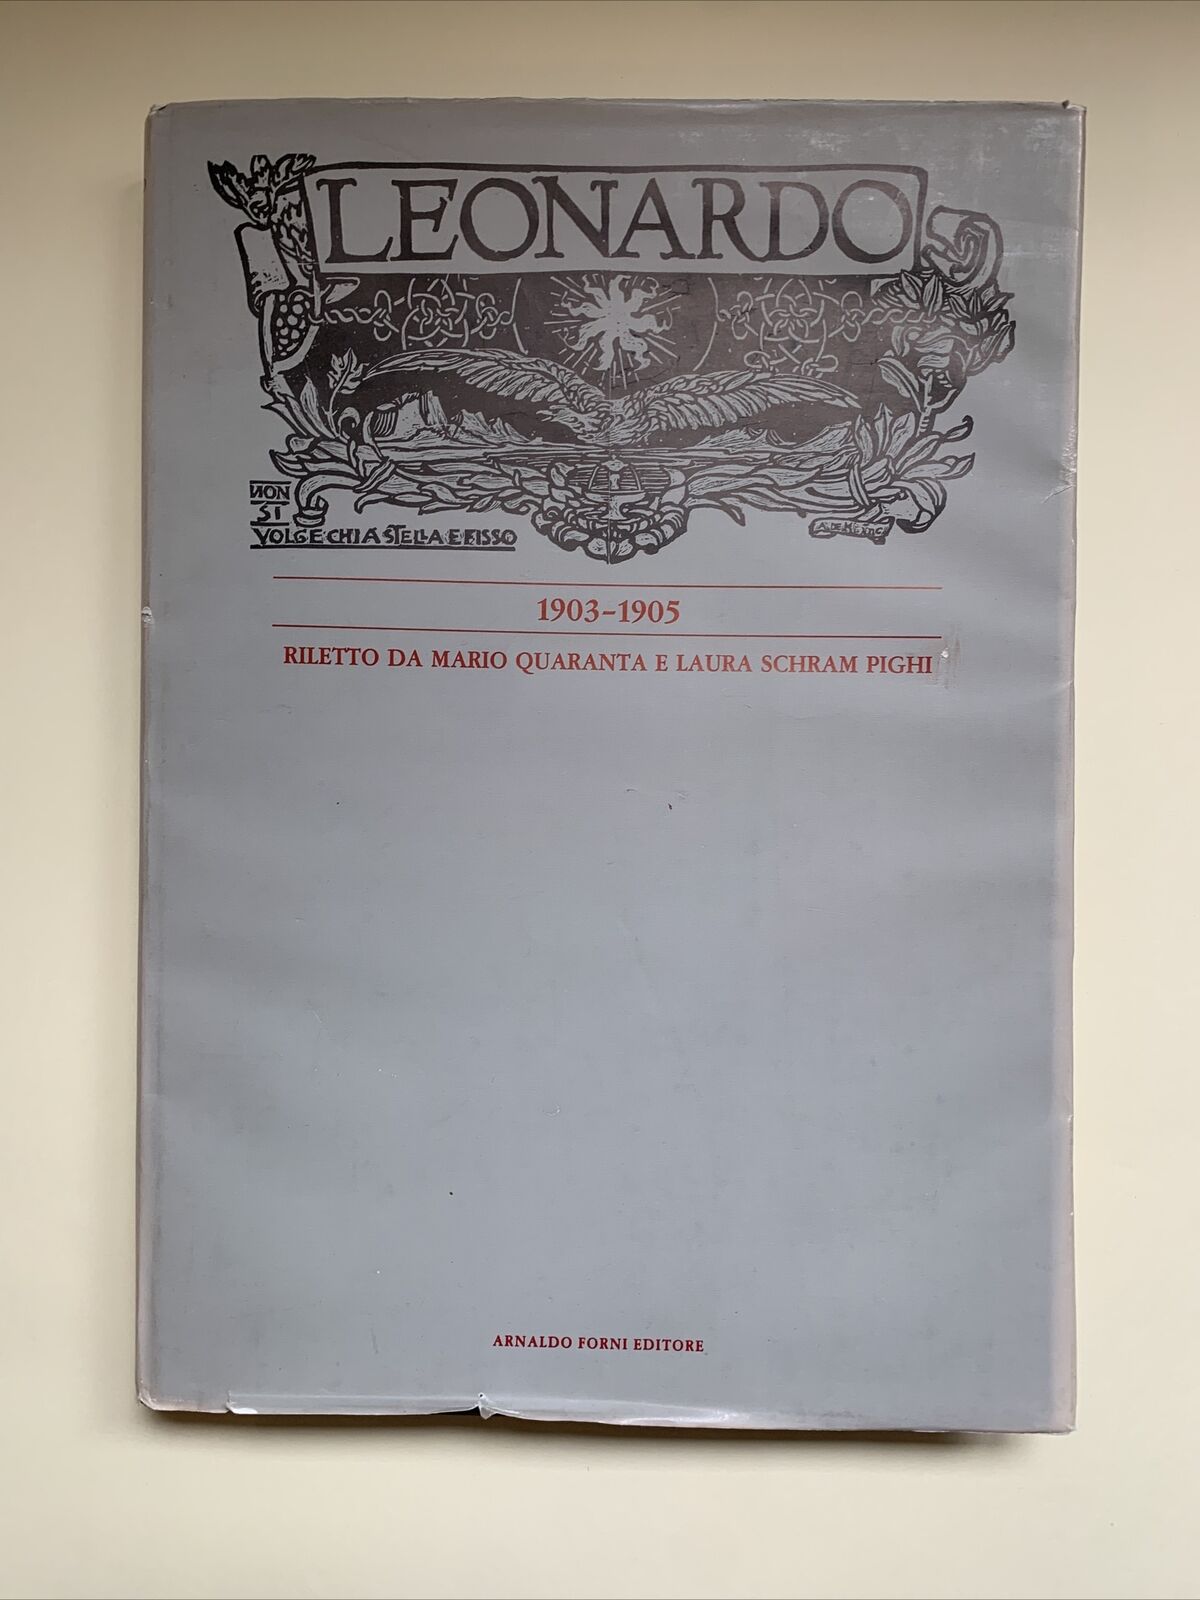 LEONARDO
NON
SI
VOLGE CHI A STELLA E FISSO
1903-1905
RILETTO DA MARIO QUARANTA E LAURA SCHRAM PIGHI
ARNALDO FORNI EDITORE